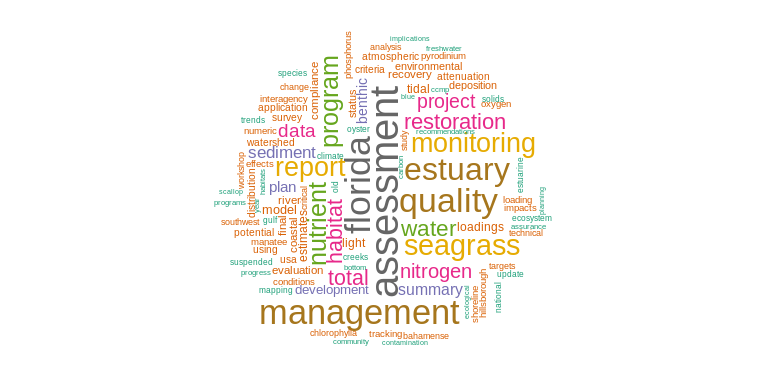 implications
analysis
freshwater
atmospheric
pyrodinium
phosphorus
species
criteria
environmental
recovery
attenuation
program
change
compliance
tidal
deposition
status
benthic
blue
ccmp
solids
interagency
project
oxygen
application
assessment
trends
survey
restoration
data
oyster
numeric
recommendations
watershed
florida
study
monitoring
sediment
climate
workshop
effects
report
carbon
estuary
estuarine
habitats
plan
old
scallop
distribution
critical
quality
planning
programs
year
river
nutrient
habitat
loading
model
impacts
southwest
gulf
final
coastal
estimates
water
loadings
ecosystem
assurance
potential
technical
manatee
light
seagrass
using
creeks
suspended
usa
bottom
nitrogen
targets
progress
evaluation
total
hillsborough
update
conditions
mapping
development
summary
ecological
shoreline
national
management
chlorophylla
tracking
bahamense
community
contamination